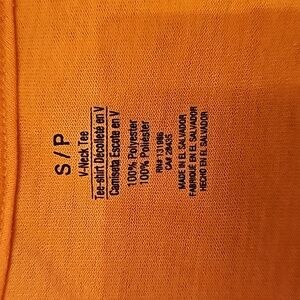 S / P
V-Neck Tee
Tee-shirt Décolleté en V
Camiseta Escote en V
100% Polyester
100% Poliéster
RN# 131986
CA# 28435
MADE IN EL SALVADOR
FABRIQUÉ EN EL SALVADOR
HECHO EN EL SALVADOR